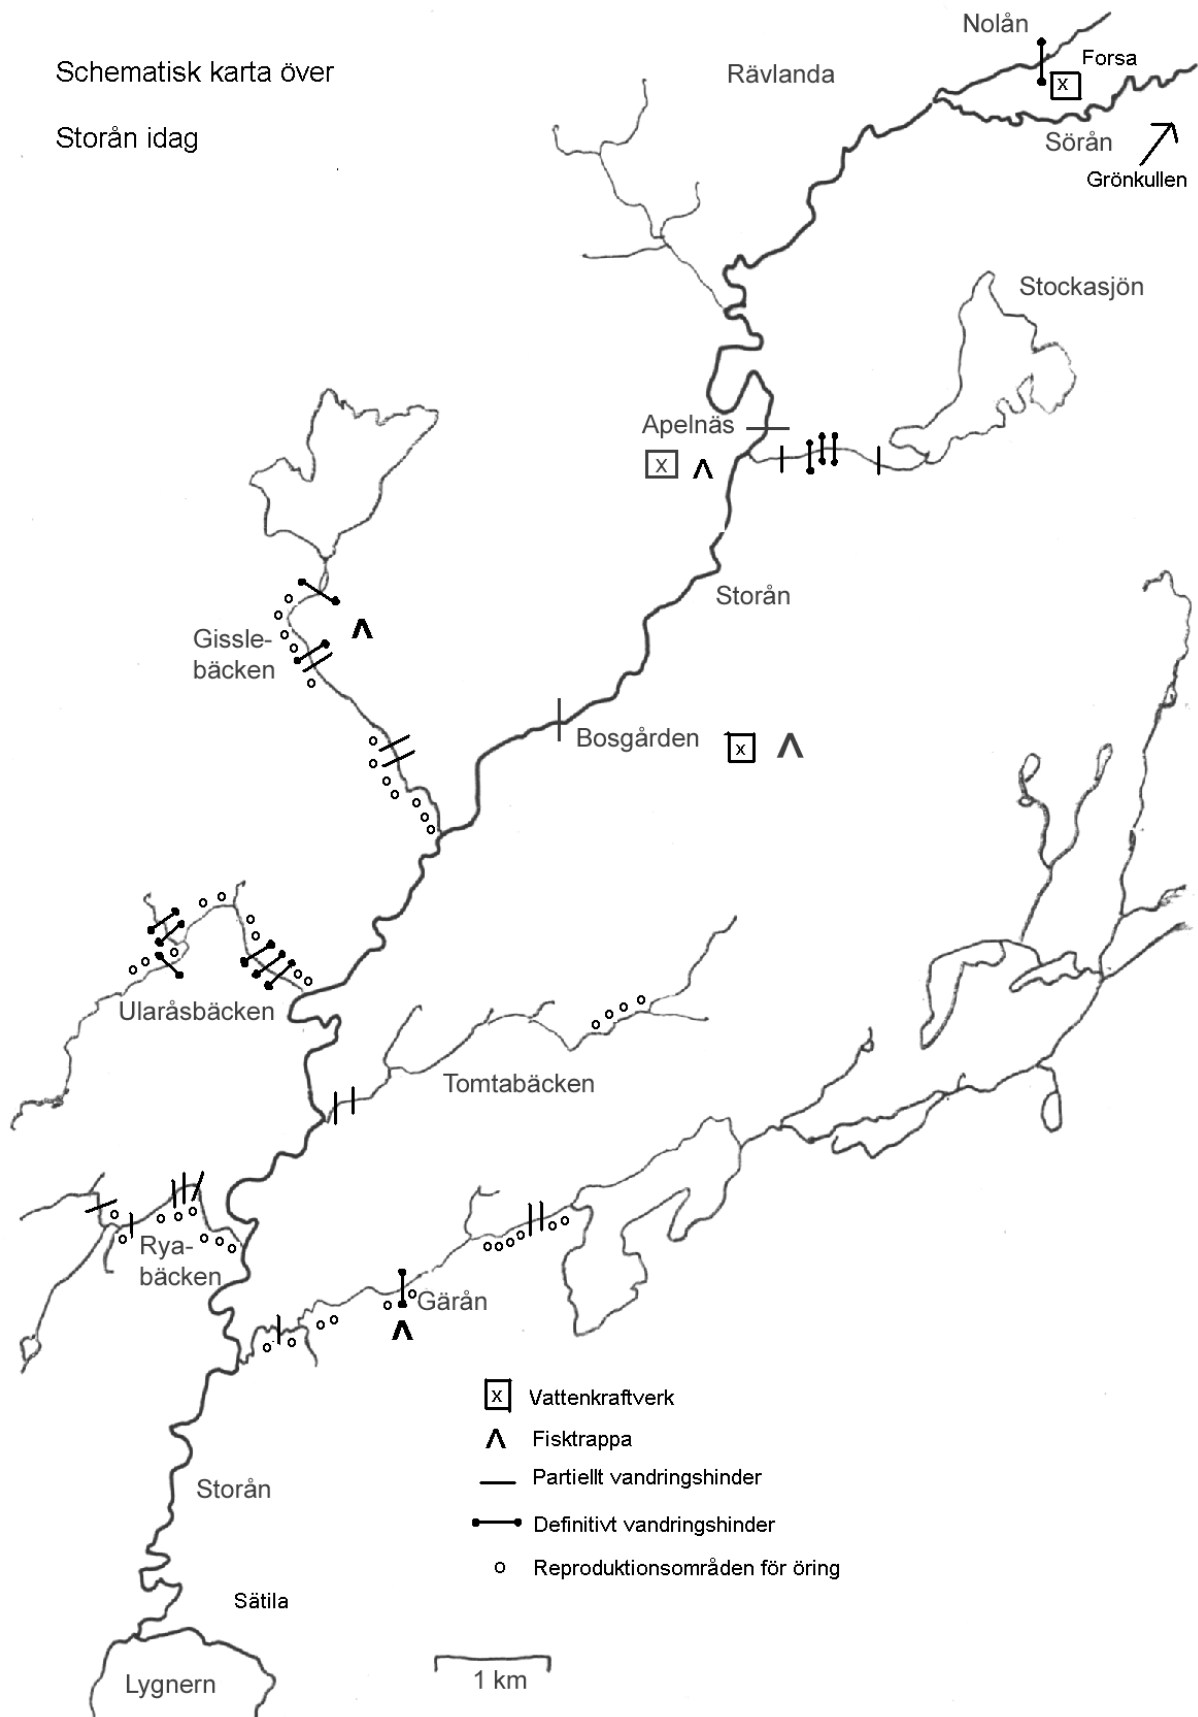 Schematisk karta över
Storån idag
Nolån
Forsa
x
Rävlanda
Sörån
Grönkullen
Stockasjön
Apelnäs
x
Storån
Gissle-
bäcken
Bosgården
x
Ularåsbäcken
Tomtabäcken
Rya-
bäcken
Gärån
x Vattenkraftverk
Fisktrappa
Partiellt vandringshinder
Definitivt vandringshinder
Reproduktionsområden för öring
Storån
Sätila
Lygnern
1 km